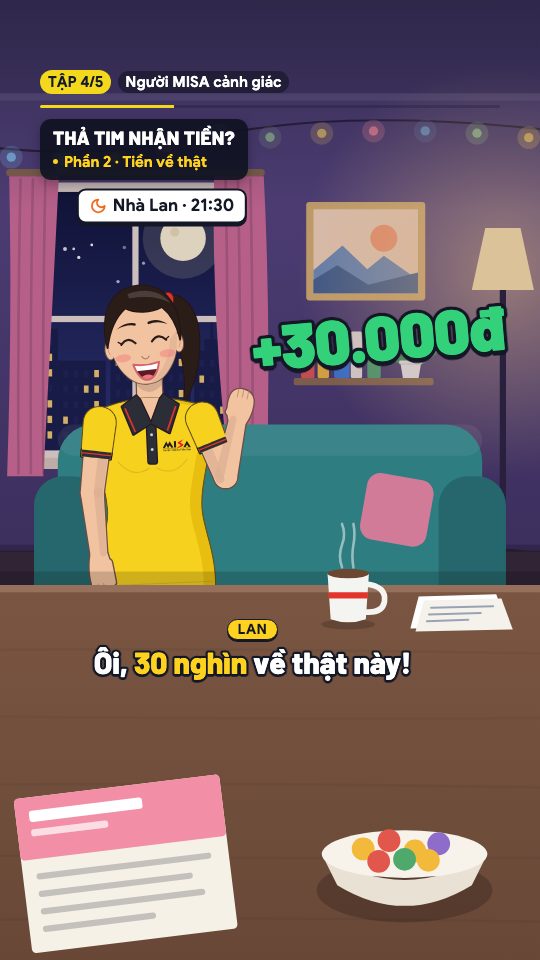 TẬP 4/5
Người MISA cảnh giác
THẢ TIM NHẬN TIỀN?
• Phần 2 · Tiền về thật
Nhà Lan · 21:30
+30.000đ
MISA
LAN
Ôi, 30 nghìn về thật này!